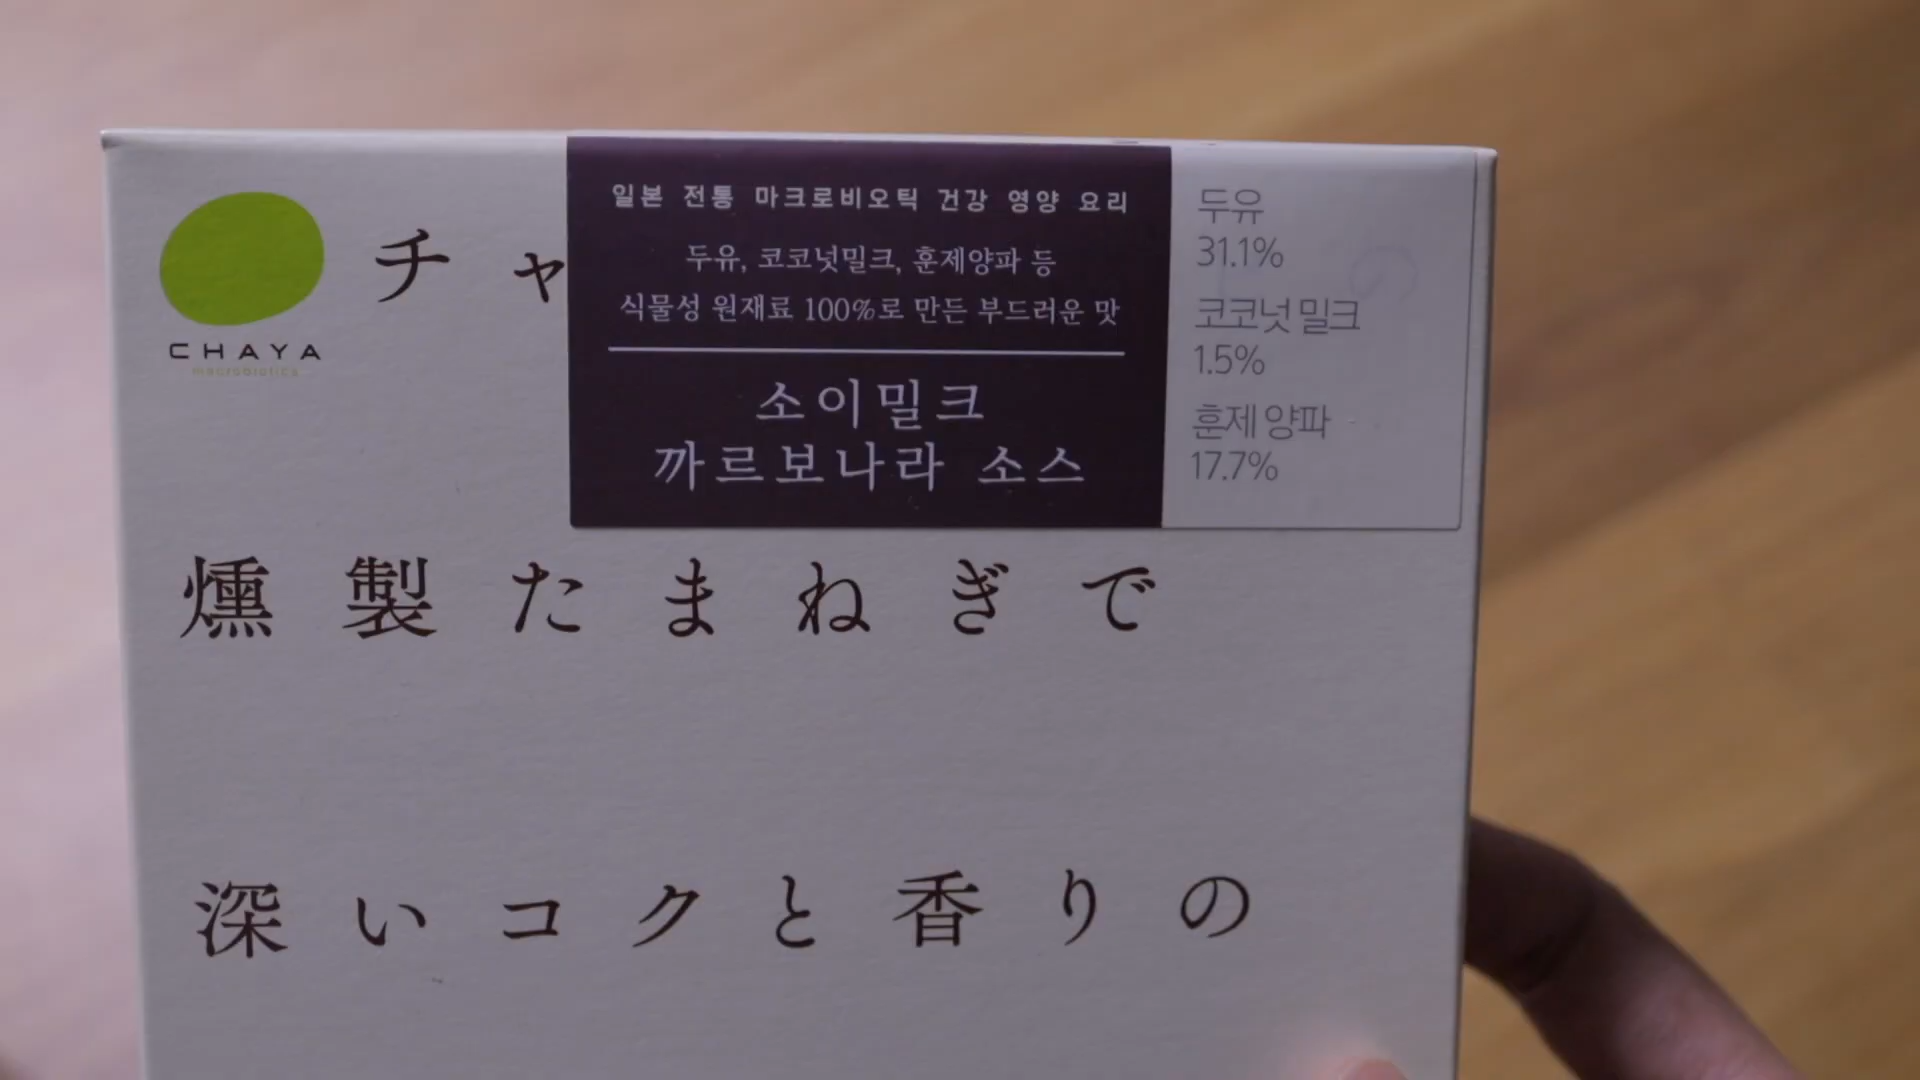 CHAYA
macrobiotics
チャ
일본 전통 마크로비오틱 건강 영양 요리
두유, 코코넛밀크, 훈제양파 등
식물성 원재료 100%로 만든 부드러운 맛
소이밀크
까르보나라 소스
두유
31.1%
코코넛 밀크
1.5%
훈제 양파
17.7%
燻製たまねぎで
深いコクと香りの